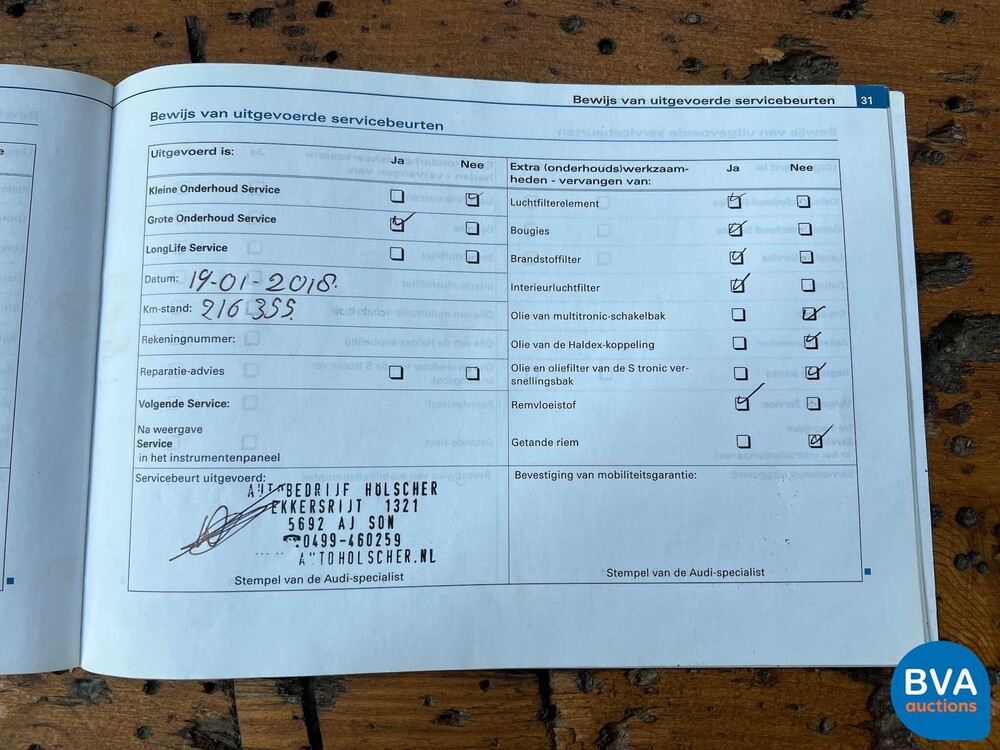 Bewijs van uitgevoerde servicebeurten 31
Bewijs van uitgevoerde servicebeurten
Uitgevoerd is: Ja Nee
Kleine Onderhoud Service
Grote Onderhoud Service
LongLife Service
Datum: 19-01-2018.
Km-stand: 216 355.
Rekeningnummer:
Reparatie-advies
Volgende Service:
Na weergave
Service
in het instrumentenpaneel
Servicebeurt uitgevoerd:
AUTOBEDRIJF HÖLSCHER
EKKERSRIJT 1321
5692 AJ SON
☎0499-460259
AUTOHOLSCHER.NL
Stempel van de Audi-specialist
Extra (onderhouds)werkzaam-
heden - vervangen van: Ja Nee
Luchtfilterelement
Bougies
Brandstoffilter
Interieurluchtfilter
Olie van multitronic-schakelbak
Olie van de Haldex-koppeling
Olie en oliefilter van de S tronic ver-
snellingsbak
Remvloeistof
Getande riem
Bevestiging van mobiliteitsgarantie:
Stempel van de Audi-specialist
BVA
auctions